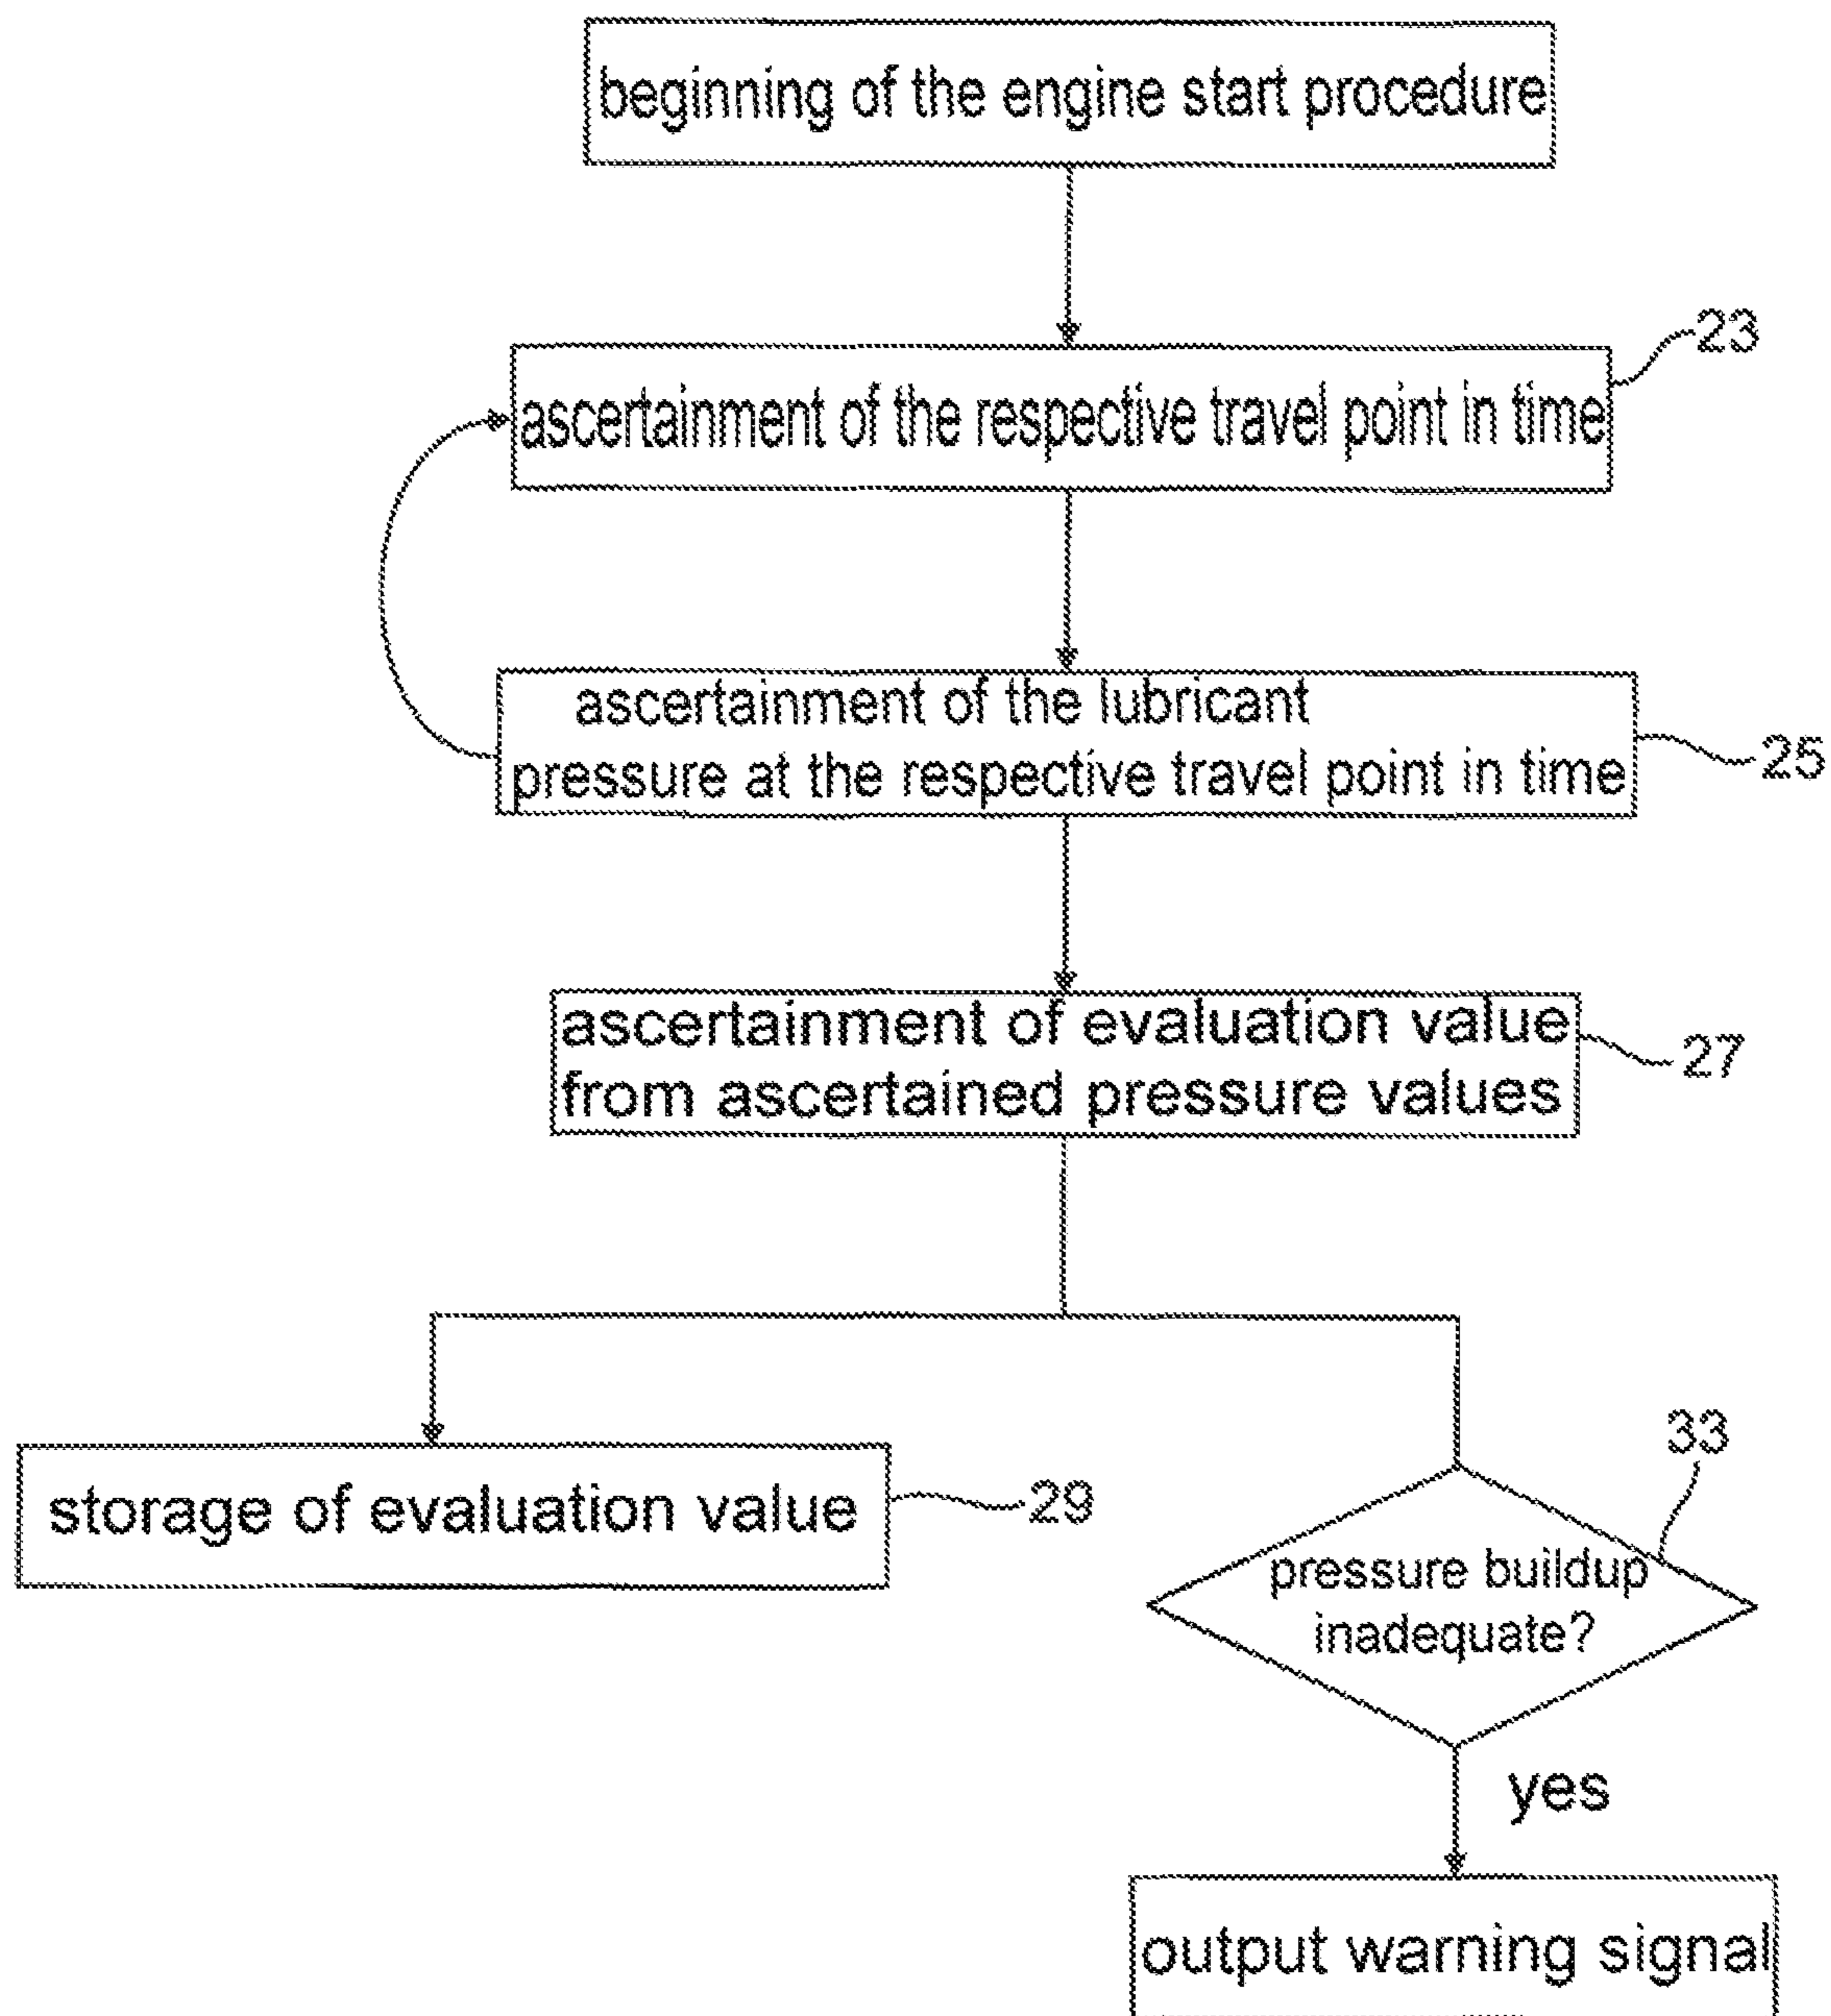 beginning of the engine start procedure
23
ascertainment of the respective travel point in time
ascertainment of the lubricant
pressure at the respective travel point in time
25
ascertainment of evaluation value
from ascertained pressure values
27
storage of evaluation value
29
33
pressure buildup
inadequate?
yes
output warning signal